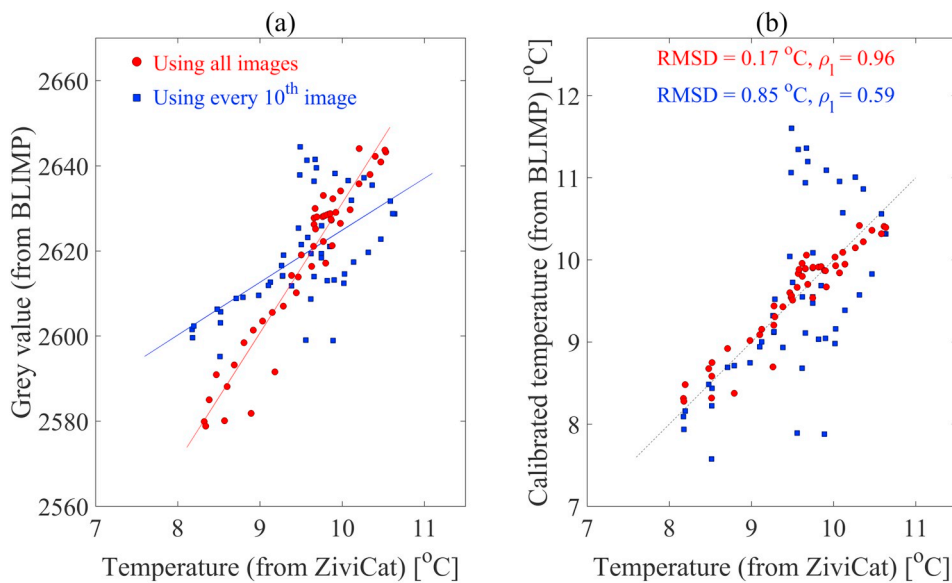 (a)
Using all images
Using every 10th image
Grey value (from BLIMP)
2660
2640
2620
2600
2580
2560
7
8
9
10
11
Temperature (from ZiviCat) [°C]
(b)
RMSD = 0.17 °C, ρ1 = 0.96
RMSD = 0.85 °C, ρ1 = 0.59
Calibrated temperature (from BLIMP) [°C]
12
11
10
9
8
7
7
8
9
10
11
Temperature (from ZiviCat) [°C]